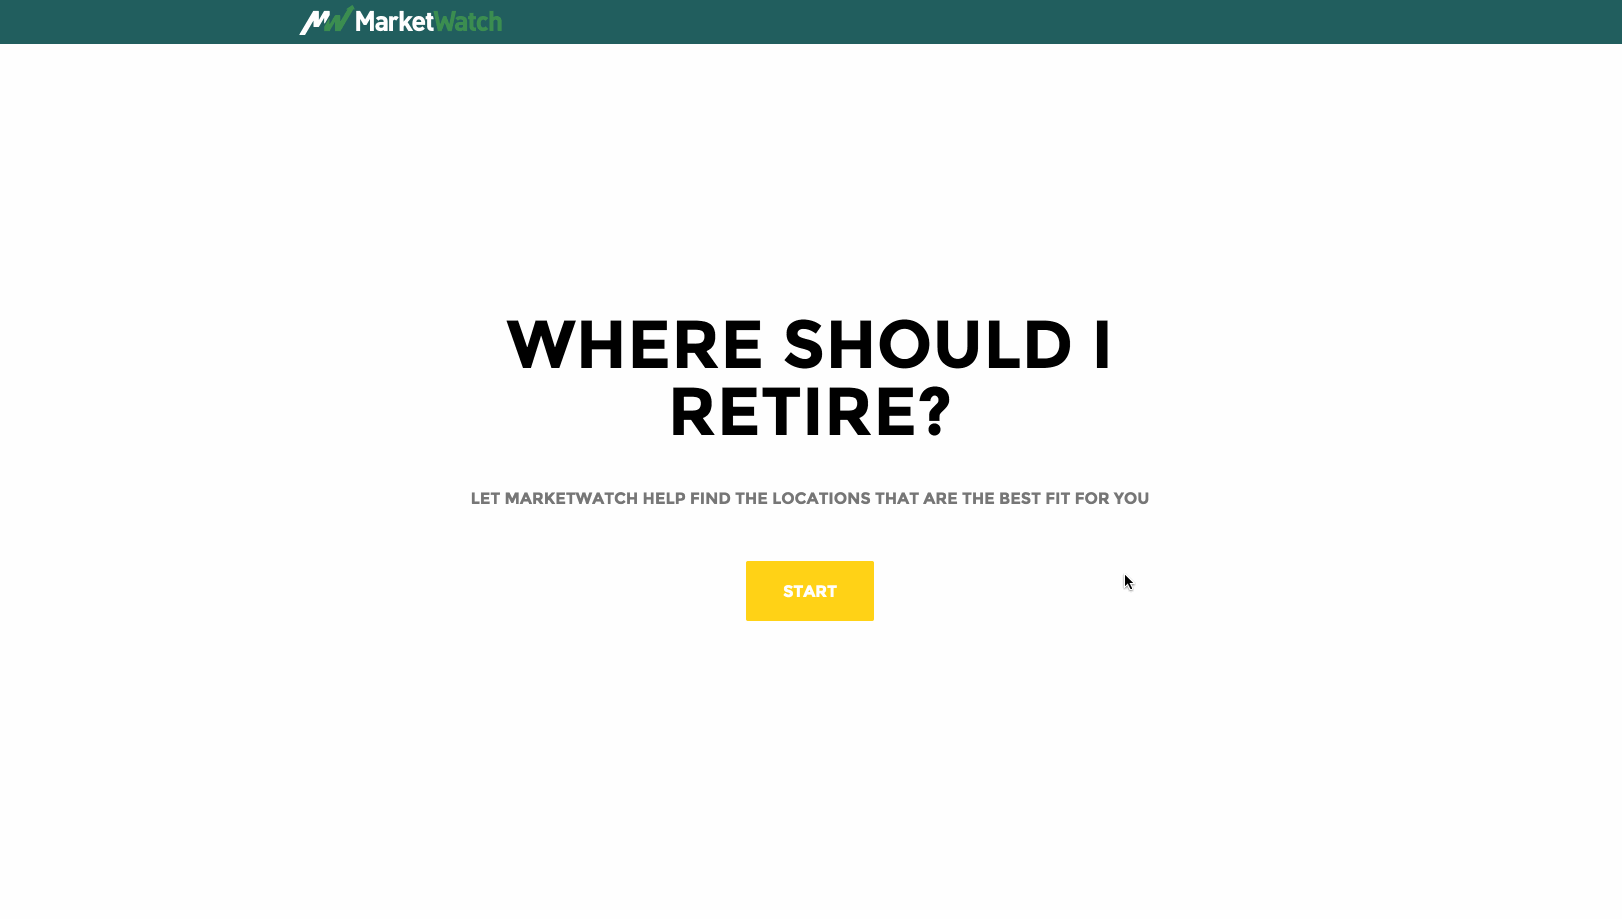 MarketWatch
WHERE SHOULD I
RETIRE?
LET MARKETWATCH HELP FIND THE LOCATIONS THAT ARE THE BEST FIT FOR YOU
START